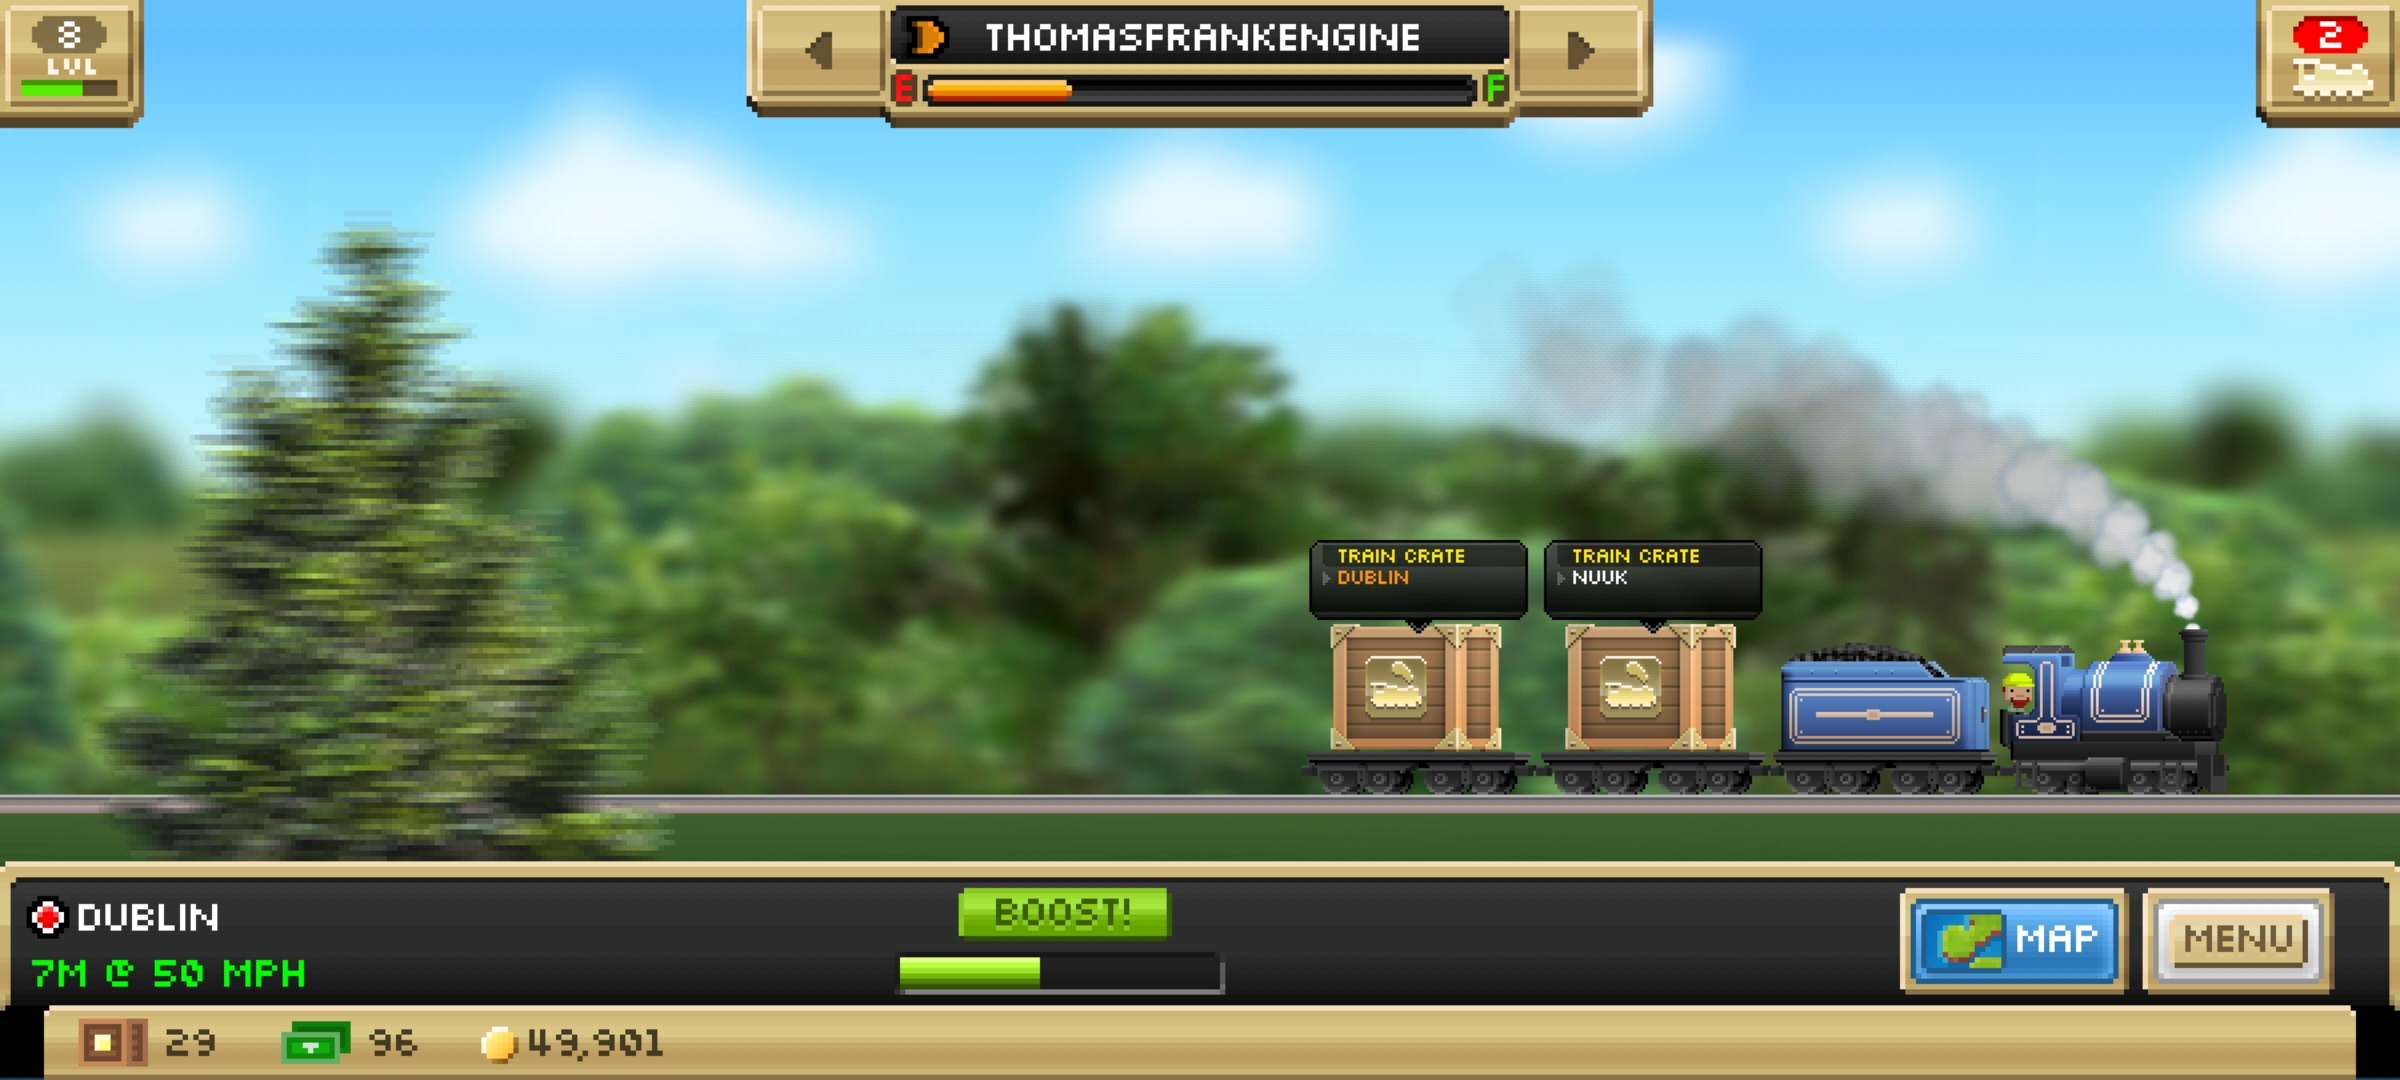 8
LVL
THOMASFRANKENGINE
E F
2
TRAIN CRATE
DUBLIN
TRAIN CRATE
NUUK
DUBLIN
7M @ 50 MPH
BOOST!
MAP
MENU
29
96
49,901